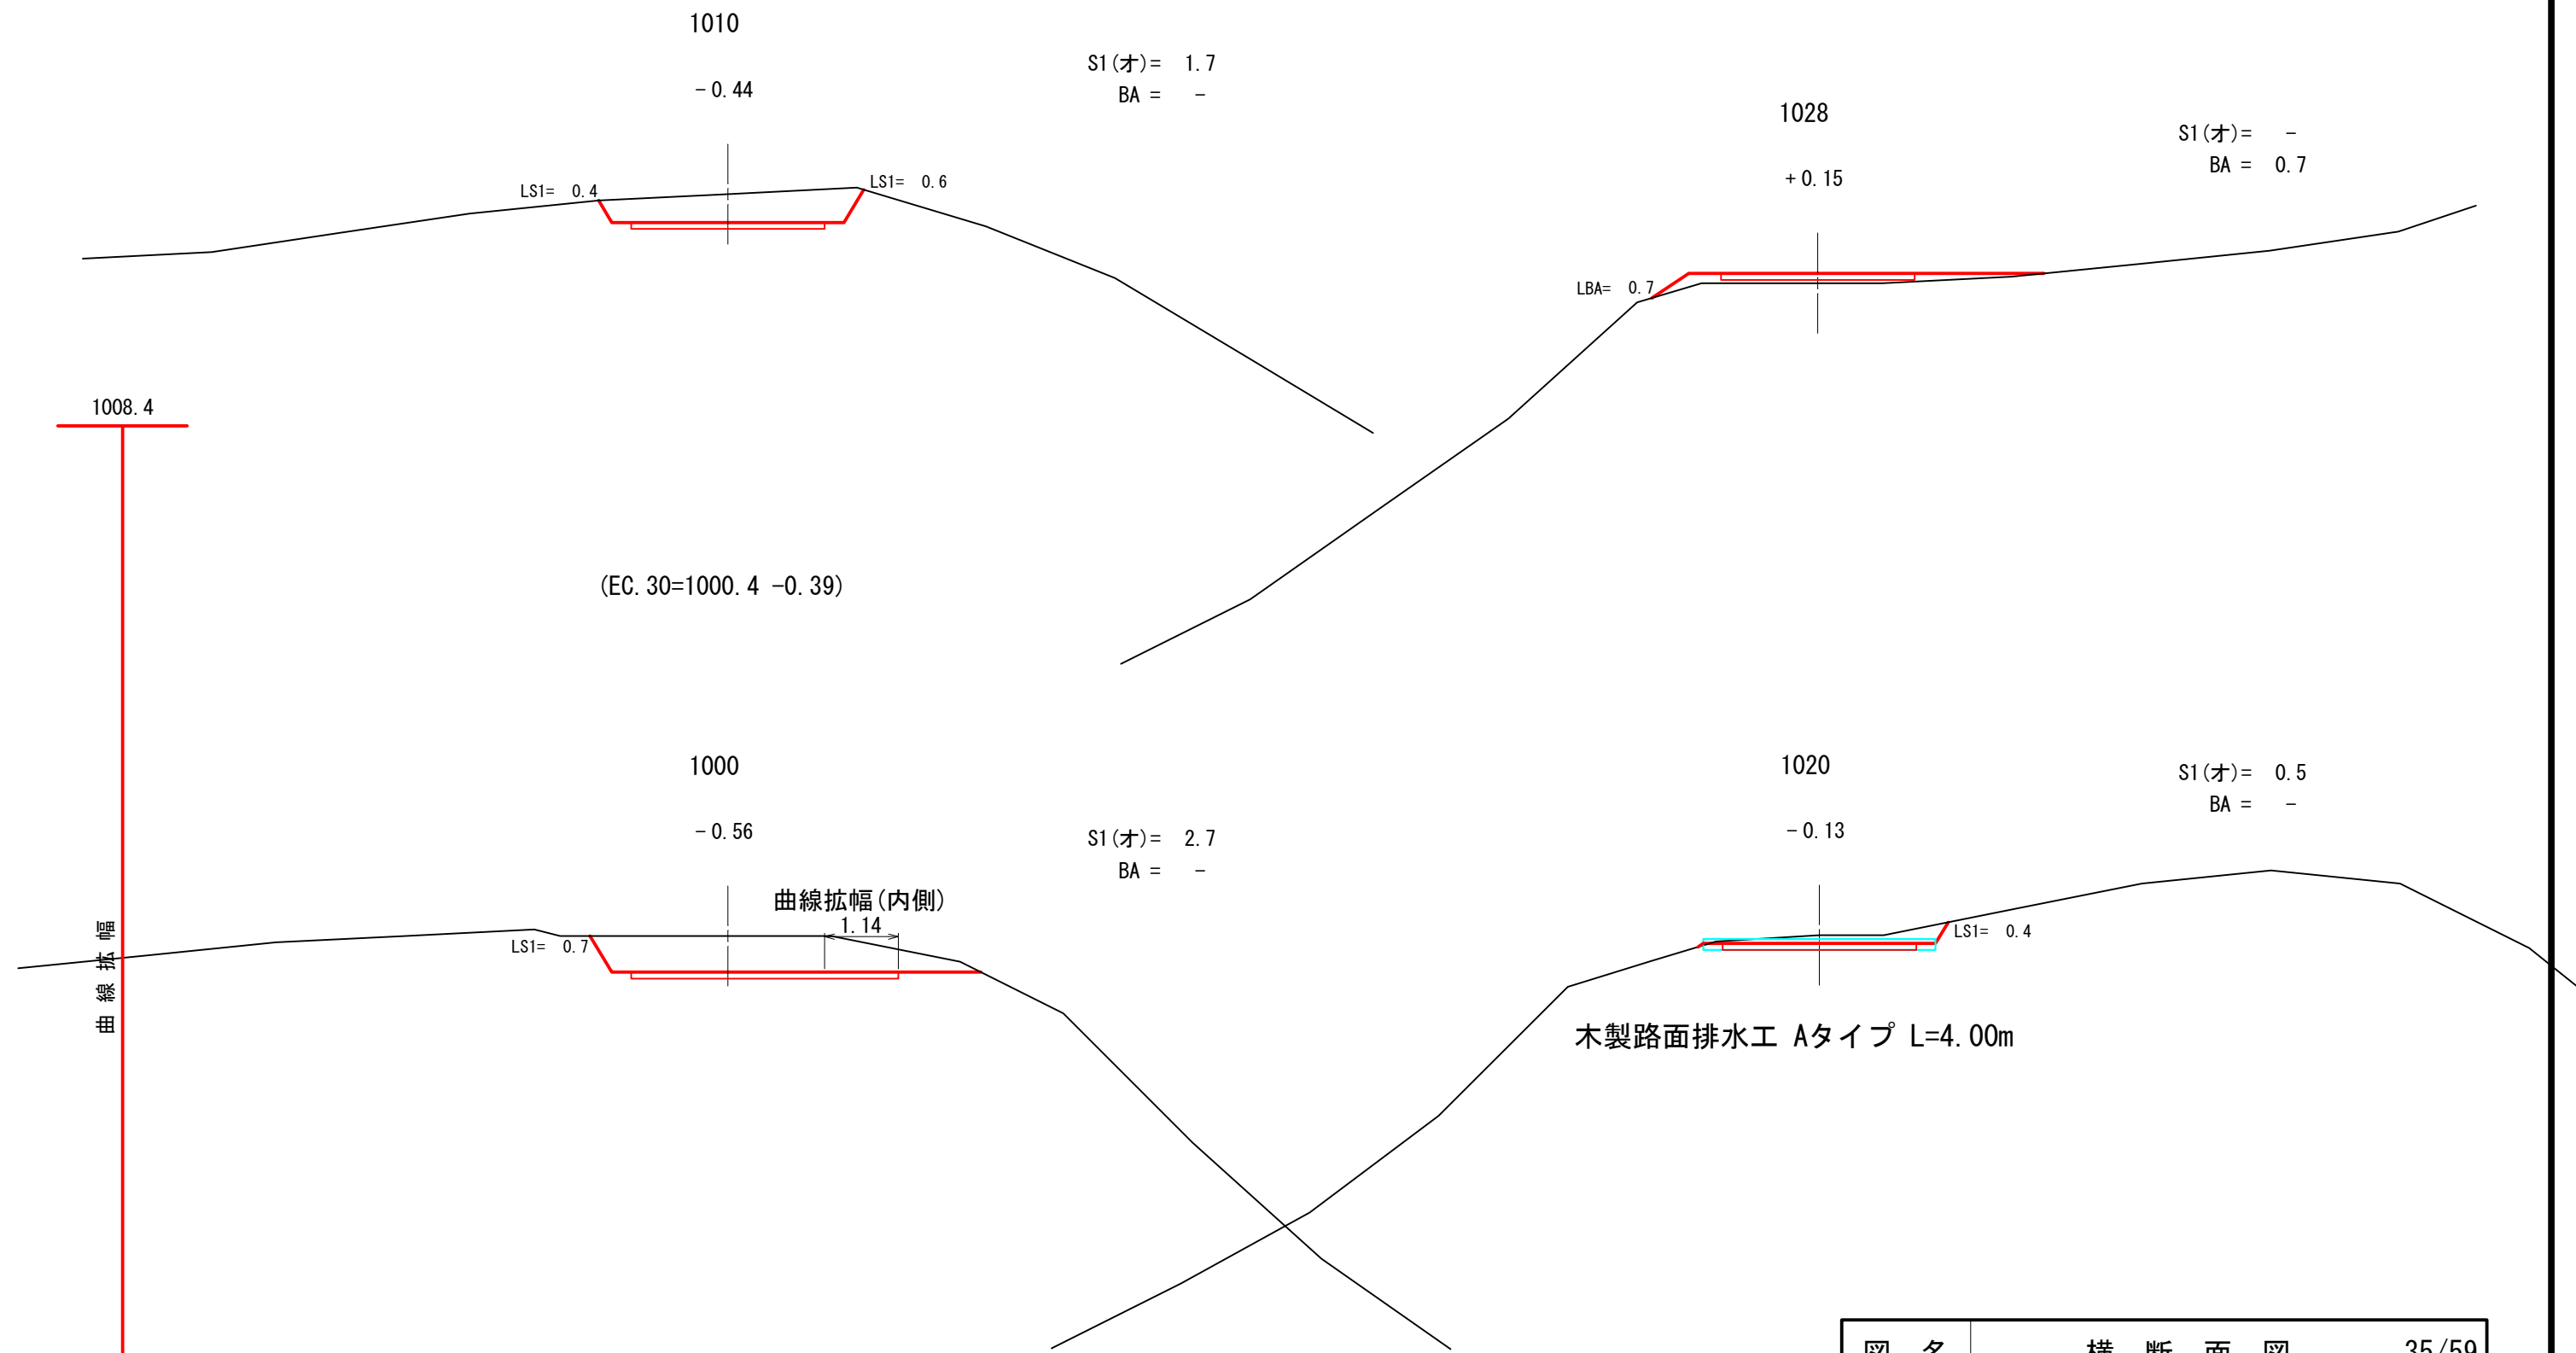 1010
-0.44
S1(オ)= 1.7
BA = -
LS1= 0.4
LS1= 0.6
1028
+0.15
S1(オ)= -
BA = 0.7
LBA= 0.7
1008.4
(EC.30=1000.4 -0.39)
1000
-0.56
S1(オ)= 2.7
BA = -
曲線拡幅(内側)
1.14
LS1= 0.7
曲線拡幅
1020
-0.13
S1(オ)= 0.5
BA = -
LS1= 0.4
木製路面排水工 Aタイプ L=4.00m
図名 横断面図 35/59